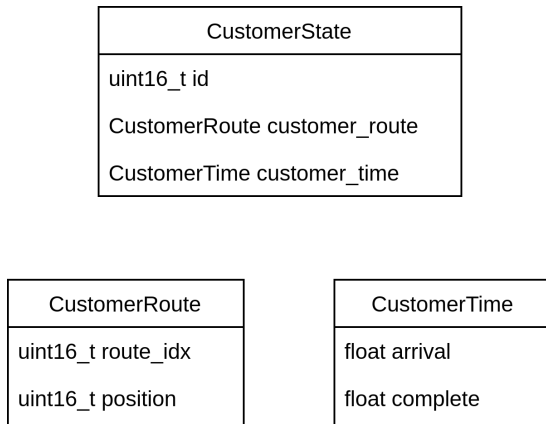 CustomerState
uint16_t id
CustomerRoute customer_route
CustomerTime customer_time
CustomerRoute
uint16_t route_idx
uint16_t position
CustomerTime
float arrival
float complete